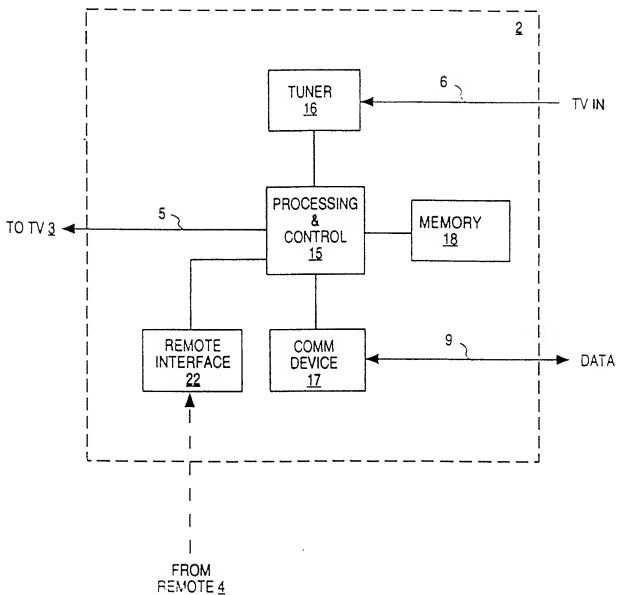 2
TUNER
16
6
TV IN
PROCESSING
&
CONTROL
15
5
TO TV 3
MEMORY
18
REMOTE
INTERFACE
22
COMM
DEVICE
17
9
DATA
FROM
REMOTE 4